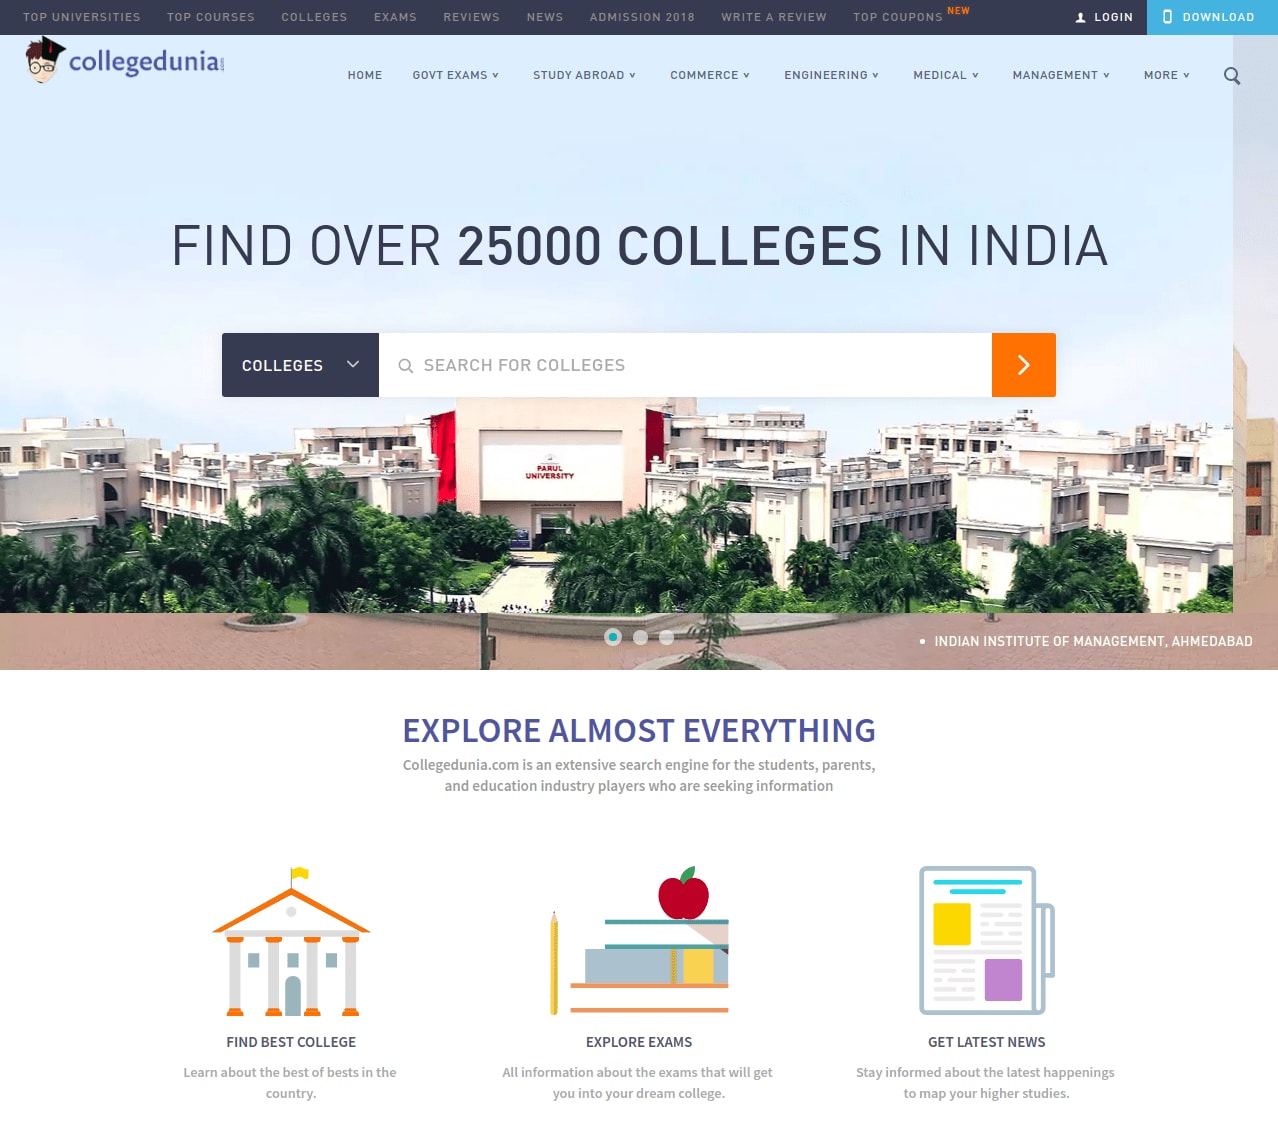 TOP UNIVERSITIES TOP COURSES COLLEGES EXAMS REVIEWS NEWS ADMISSION 2018 WRITE A REVIEW TOP COUPONS NEW LOGIN DOWNLOAD
collegedunia
HOME GOVT EXAMS STUDY ABROAD COMMERCE ENGINEERING MEDICAL MANAGEMENT MORE
FIND OVER 25000 COLLEGES IN INDIA
COLLEGES SEARCH FOR COLLEGES
PARUL
UNIVERSITY
INDIAN INSTITUTE OF MANAGEMENT, AHMEDABAD
EXPLORE ALMOST EVERYTHING
Collegedunia.com is an extensive search engine for the students, parents,
and education industry players who are seeking information
FIND BEST COLLEGE EXPLORE EXAMS GET LATEST NEWS
Learn about the best of bests in the All information about the exams that will get Stay informed about the latest happenings
country. you into your dream college. to map your higher studies.